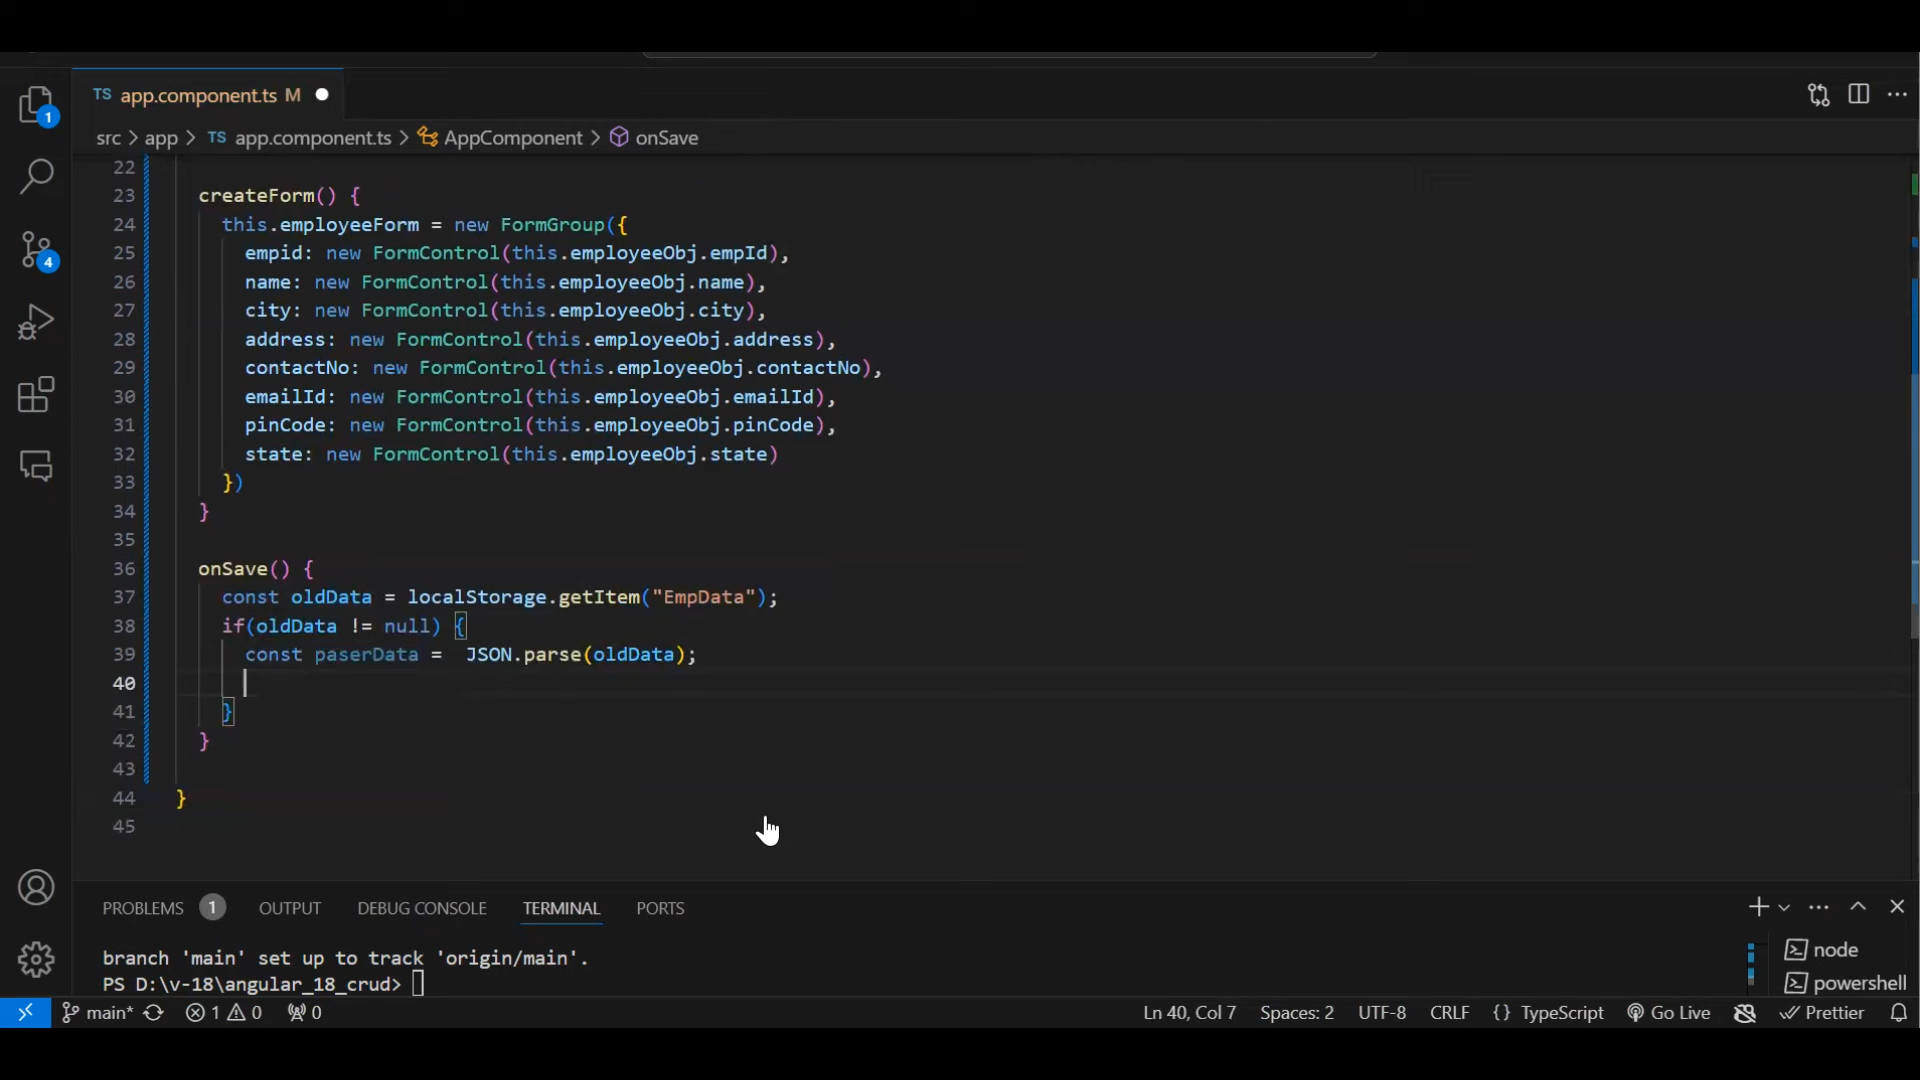 TS app.component.ts M
src > app > TS app.component.ts > AppComponent > onSave
22
23 createForm() {
24 this.employeeForm = new FormGroup({
25 empid: new FormControl(this.employeeObj.empId),
26 name: new FormControl(this.employeeObj.name),
27 city: new FormControl(this.employeeObj.city),
28 address: new FormControl(this.employeeObj.address),
29 contactNo: new FormControl(this.employeeObj.contactNo),
30 emailId: new FormControl(this.employeeObj.emailId),
31 pinCode: new FormControl(this.employeeObj.pinCode),
32 state: new FormControl(this.employeeObj.state)
33 })
34 }
35
36 onSave() {
37 const oldData = localStorage.getItem("EmpData");
38 if(oldData != null) {
39 const paserData =  JSON.parse(oldData);
40
41 }
42 }
43
44 }
45
1
4
PROBLEMS 1 OUTPUT DEBUG CONSOLE TERMINAL PORTS
branch 'main' set up to track 'origin/main'.
PS D:\v-18\angular_18_crud>
node
powershell
main* 1 0 0 Ln 40, Col 7 Spaces: 2 UTF-8 CRLF {} TypeScript Go Live Prettier